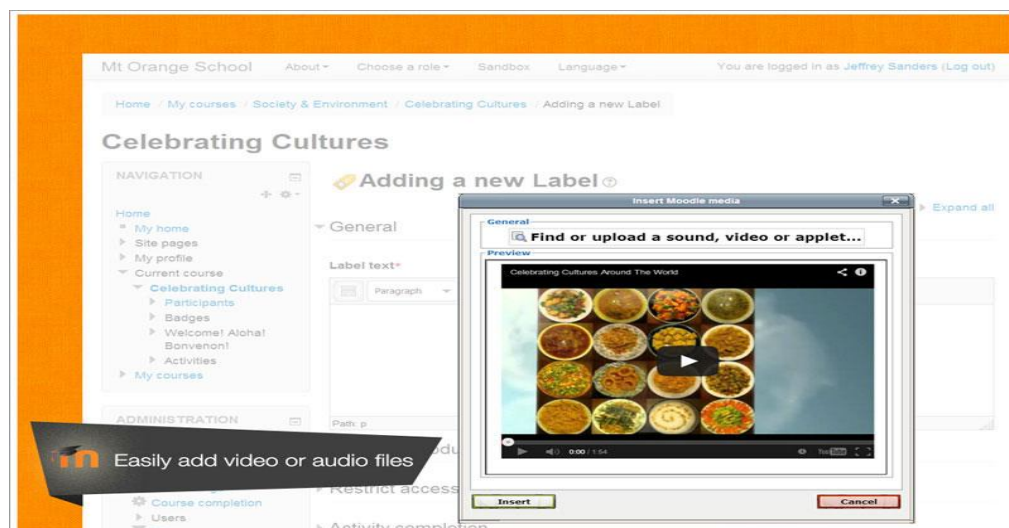 Mt Orange School About Choose a role Sandbox Language You are logged in as Jeffrey Sanders (Log out)
Home / My courses / Society & Environment / Celebrating Cultures / Adding a new Label
Celebrating Cultures
NAVIGATION
Home
My home
Site pages
My profile
Current course
Celebrating Cultures
Participants
Badges
Welcome! Aloha!
Bonvenon!
Activities
My courses
ADMINISTRATION
Course completion
Users
Adding a new Label
Expand all
General
Label text*
Paragraph
Path: p
Restrict access
Activity completion
Insert Moodle media
General
Find or upload a sound, video or applet...
Preview
Celebrating Cultures Around The World
0:00 / 1:54
YouTube
Insert
Cancel
m Easily add video or audio files